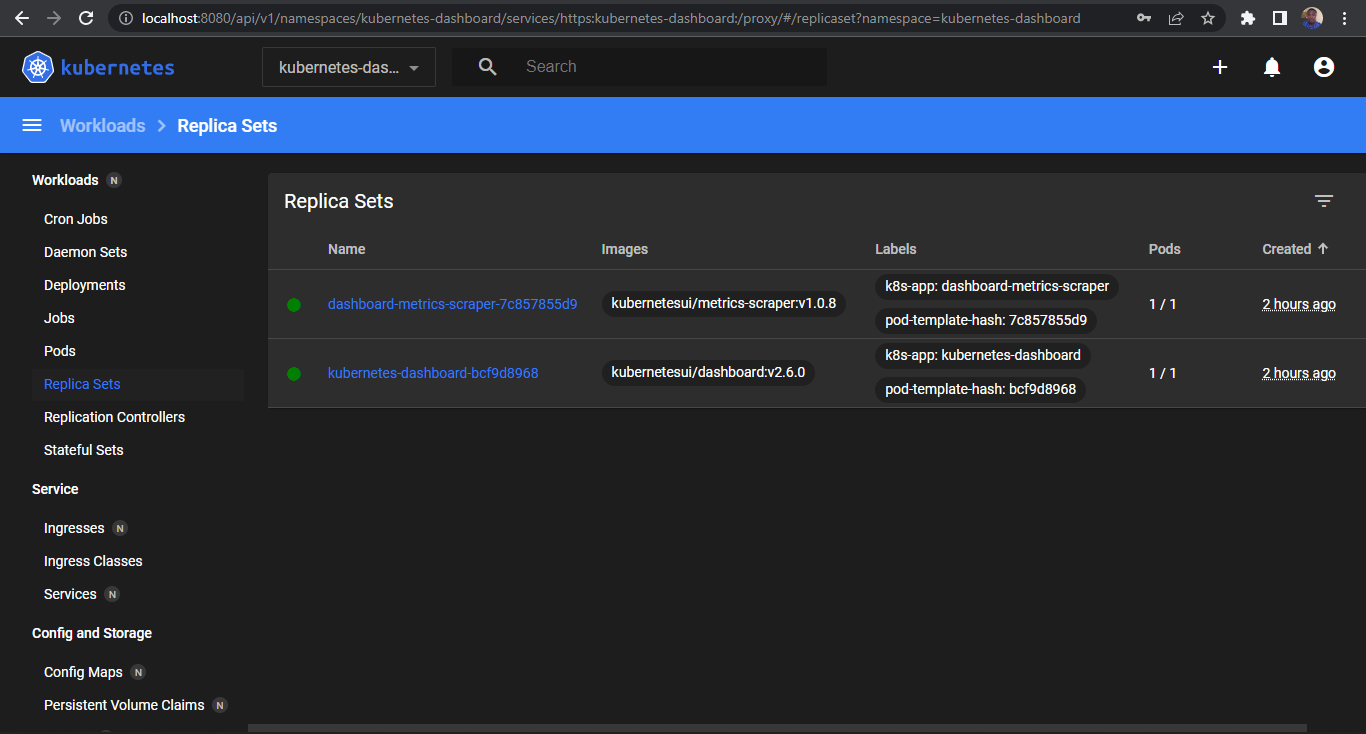 localhost:8080/api/v1/namespaces/kubernetes-dashboard/services/https:kubernetes-dashboard:/proxy/#/replicaset?namespace=kubernetes-dashboard
kubernetes
kubernetes-das...
Search
Workloads
Replica Sets
Workloads N
Cron Jobs
Daemon Sets
Deployments
Jobs
Pods
Replica Sets
Replication Controllers
Stateful Sets
Service
Ingresses N
Ingress Classes
Services N
Config and Storage
Config Maps N
Persistent Volume Claims N
Replica Sets
Name Images Labels Pods Created
dashboard-metrics-scraper-7c857855d9 kubernetesui/metrics-scraper:v1.0.8 k8s-app: dashboard-metrics-scraper 1 / 1 2 hours ago
pod-template-hash: 7c857855d9
kubernetes-dashboard-bcf9d8968 kubernetesui/dashboard:v2.6.0 k8s-app: kubernetes-dashboard 1 / 1 2 hours ago
pod-template-hash: bcf9d8968